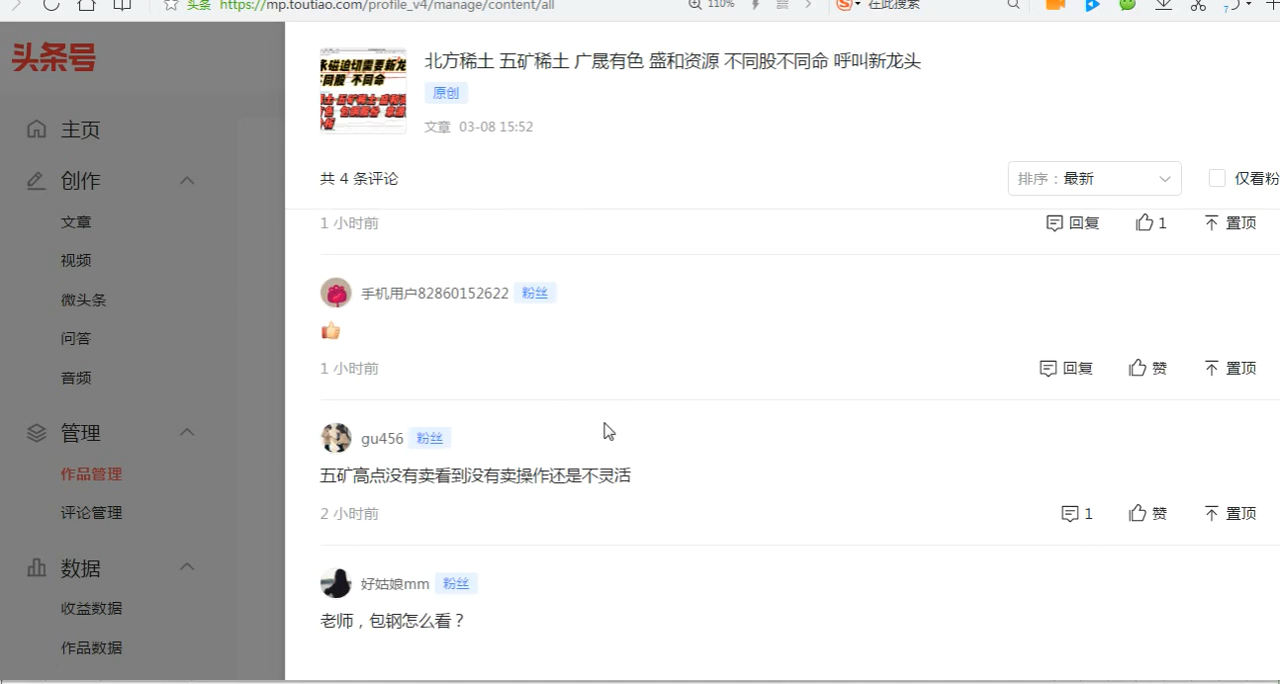 头条 https://mp.toutiao.com/profile_v4/manage/content/all 110% 在此搜索
头条号
主页
创作
文章
视频
微头条
问答
音频
管理
作品管理
评论管理
数据
收益数据
作品数据
北方稀土 五矿稀土 广晟有色 盛和资源 不同股不同命 呼叫新龙头
原创
文章 03-08 15:52
共 4 条评论
排序：最新
仅看粉
1 小时前
回复 1 置顶
手机用户82860152622 粉丝
1 小时前
回复 赞 置顶
gu456 粉丝
五矿高点没有卖看到没有卖操作还是不灵活
2 小时前
1 赞 置顶
好姑娘mm 粉丝
老师，包钢怎么看？